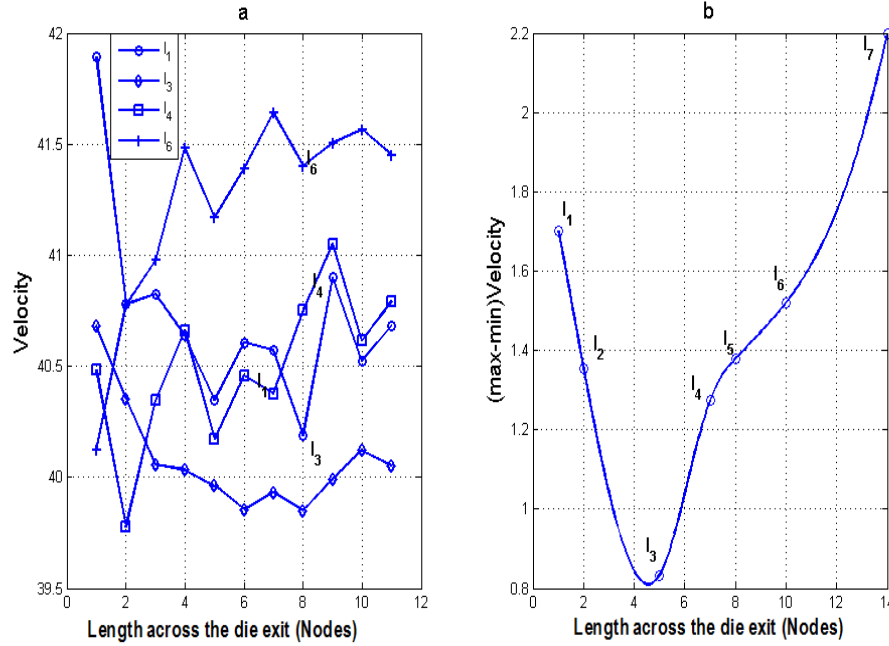 a
42
41.5
41
40.5
40
39.5
0
2
4
6
8
10
12
Velocity
Length across the die exit (Nodes)
l1
l3
l4
l6
l6
l4
l1
l3
b
2.2
2
1.8
1.6
1.4
1.2
1
0.8
0
2
4
6
8
10
12
14
(max-min)Velocity
Length across the die exit (Nodes)
l1
l2
l3
l4
l5
l6
l7